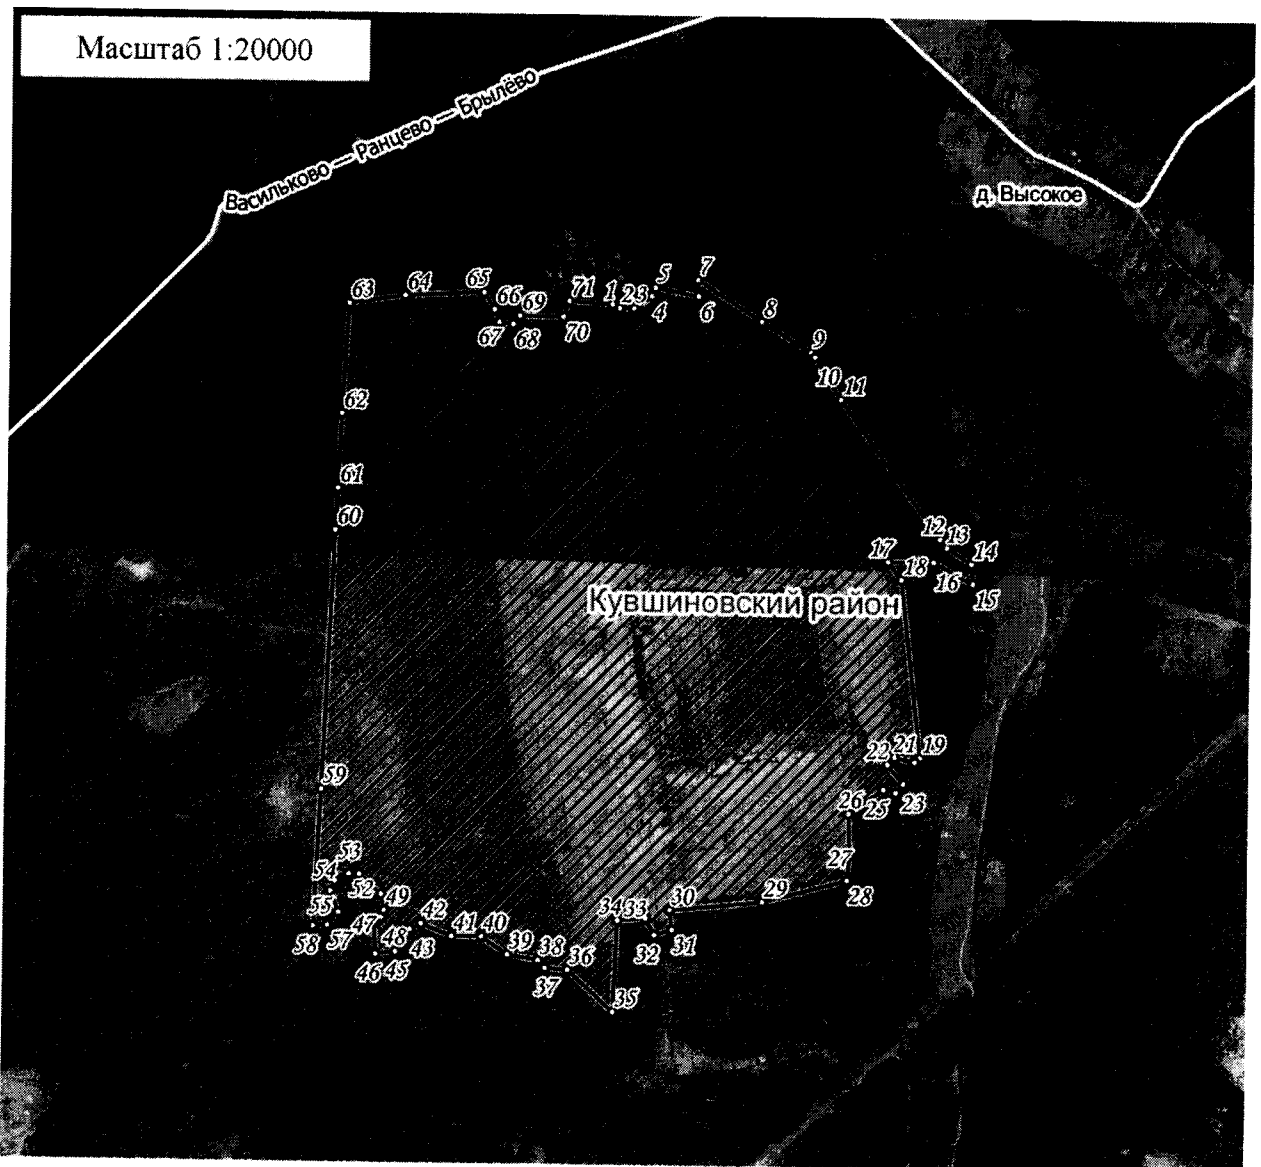 Масштаб 1:20000
Васильково — Ранцево — Брылёво
д. Высокое
5 7
63 64 65 66 69 71 1 2 3 4 6 8
67 68 70
9
10 11
62
61
60
12 13
17 18 14
16 15
Кувшиновский район
22 21 19
59
26 25 23
53 27
54 52 49 28
29
55 47 42 34 33 30
58 57 48 43 41 40 32 31
46 45 39 38 36
37
35